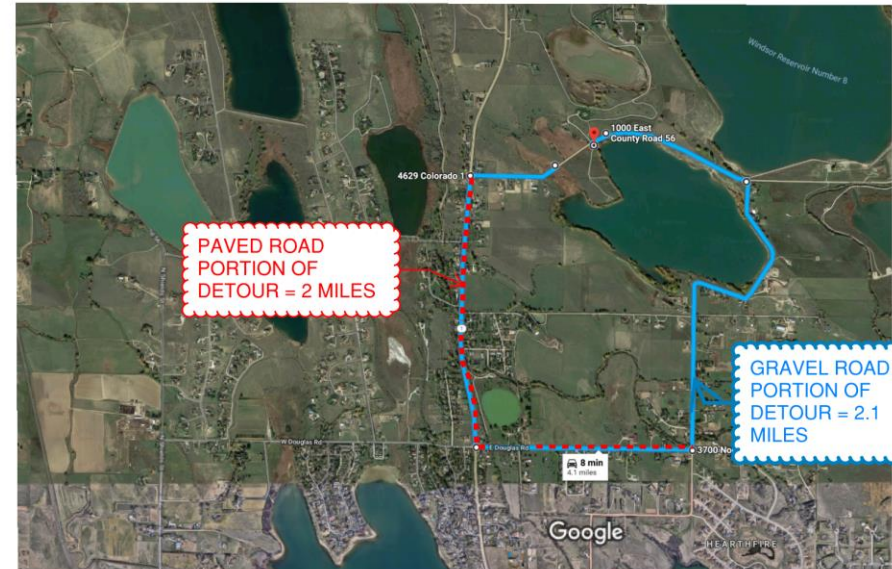 Windsor Reservoir Number 8
1000 East
County Road 56
4629 Colorado 1
PAVED ROAD
PORTION OF
DETOUR = 2 MILES
GRAVEL ROAD
PORTION OF
DETOUR = 2.1
MILES
W Douglas Rd
E Douglas Rd
3700 No
8 min
4.1 miles
Google
HEARTHFIRE